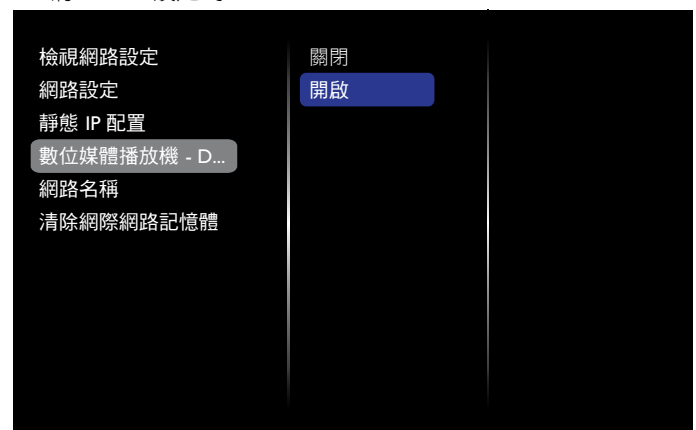 檢視網路設定
網路設定
靜態 IP 配置
數位媒體播放機 - D...
網路名稱
清除網際網路記憶體
關閉
開啟